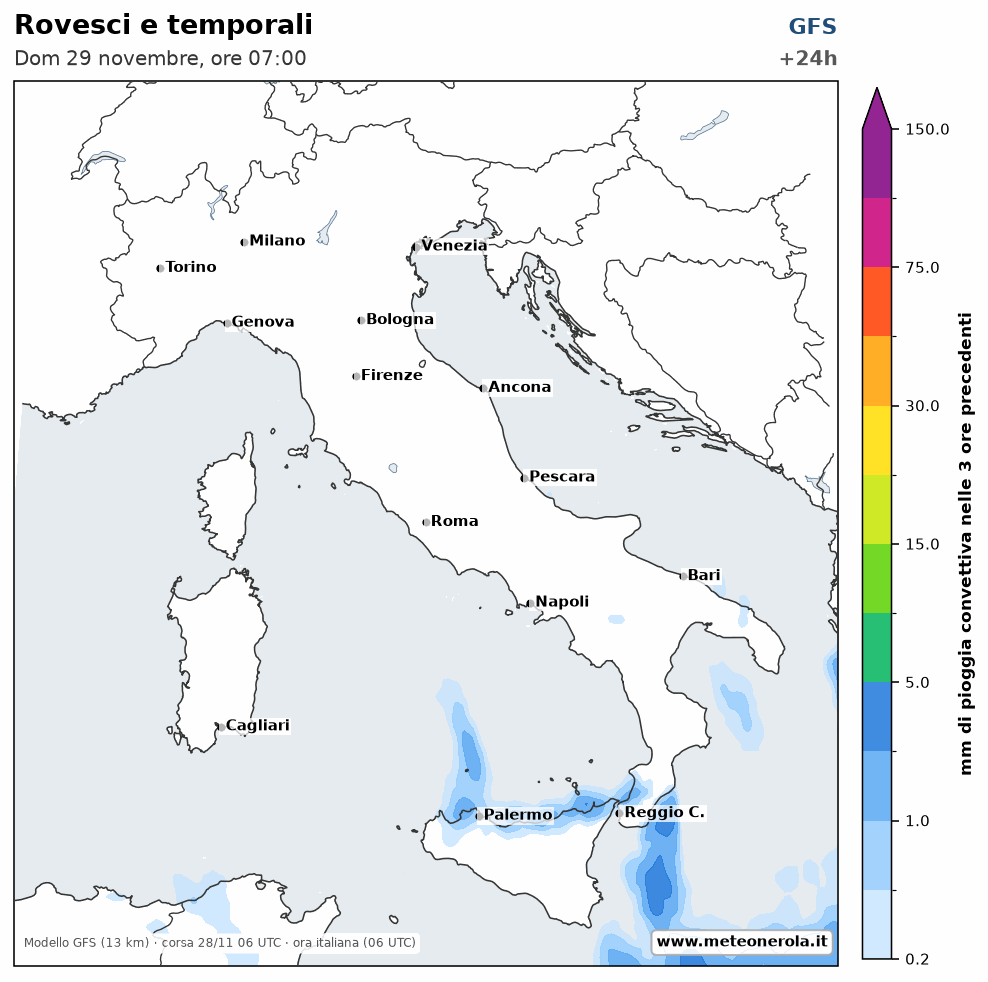 Rovesci e temporali
GFS
Dom 29 novembre, ore 07:00
+24h
150.0
75.0
30.0
15.0
5.0
1.0
0.2
mm di pioggia convettiva nelle 3 ore precedenti
Milano
Venezia
Torino
Genova
Bologna
Firenze
Ancona
Pescara
Roma
Bari
Napoli
Cagliari
Palermo
Reggio C.
Modello GFS (13 km) · corsa 28/11 06 UTC · ora italiana (06 UTC)
www.meteonerola.it